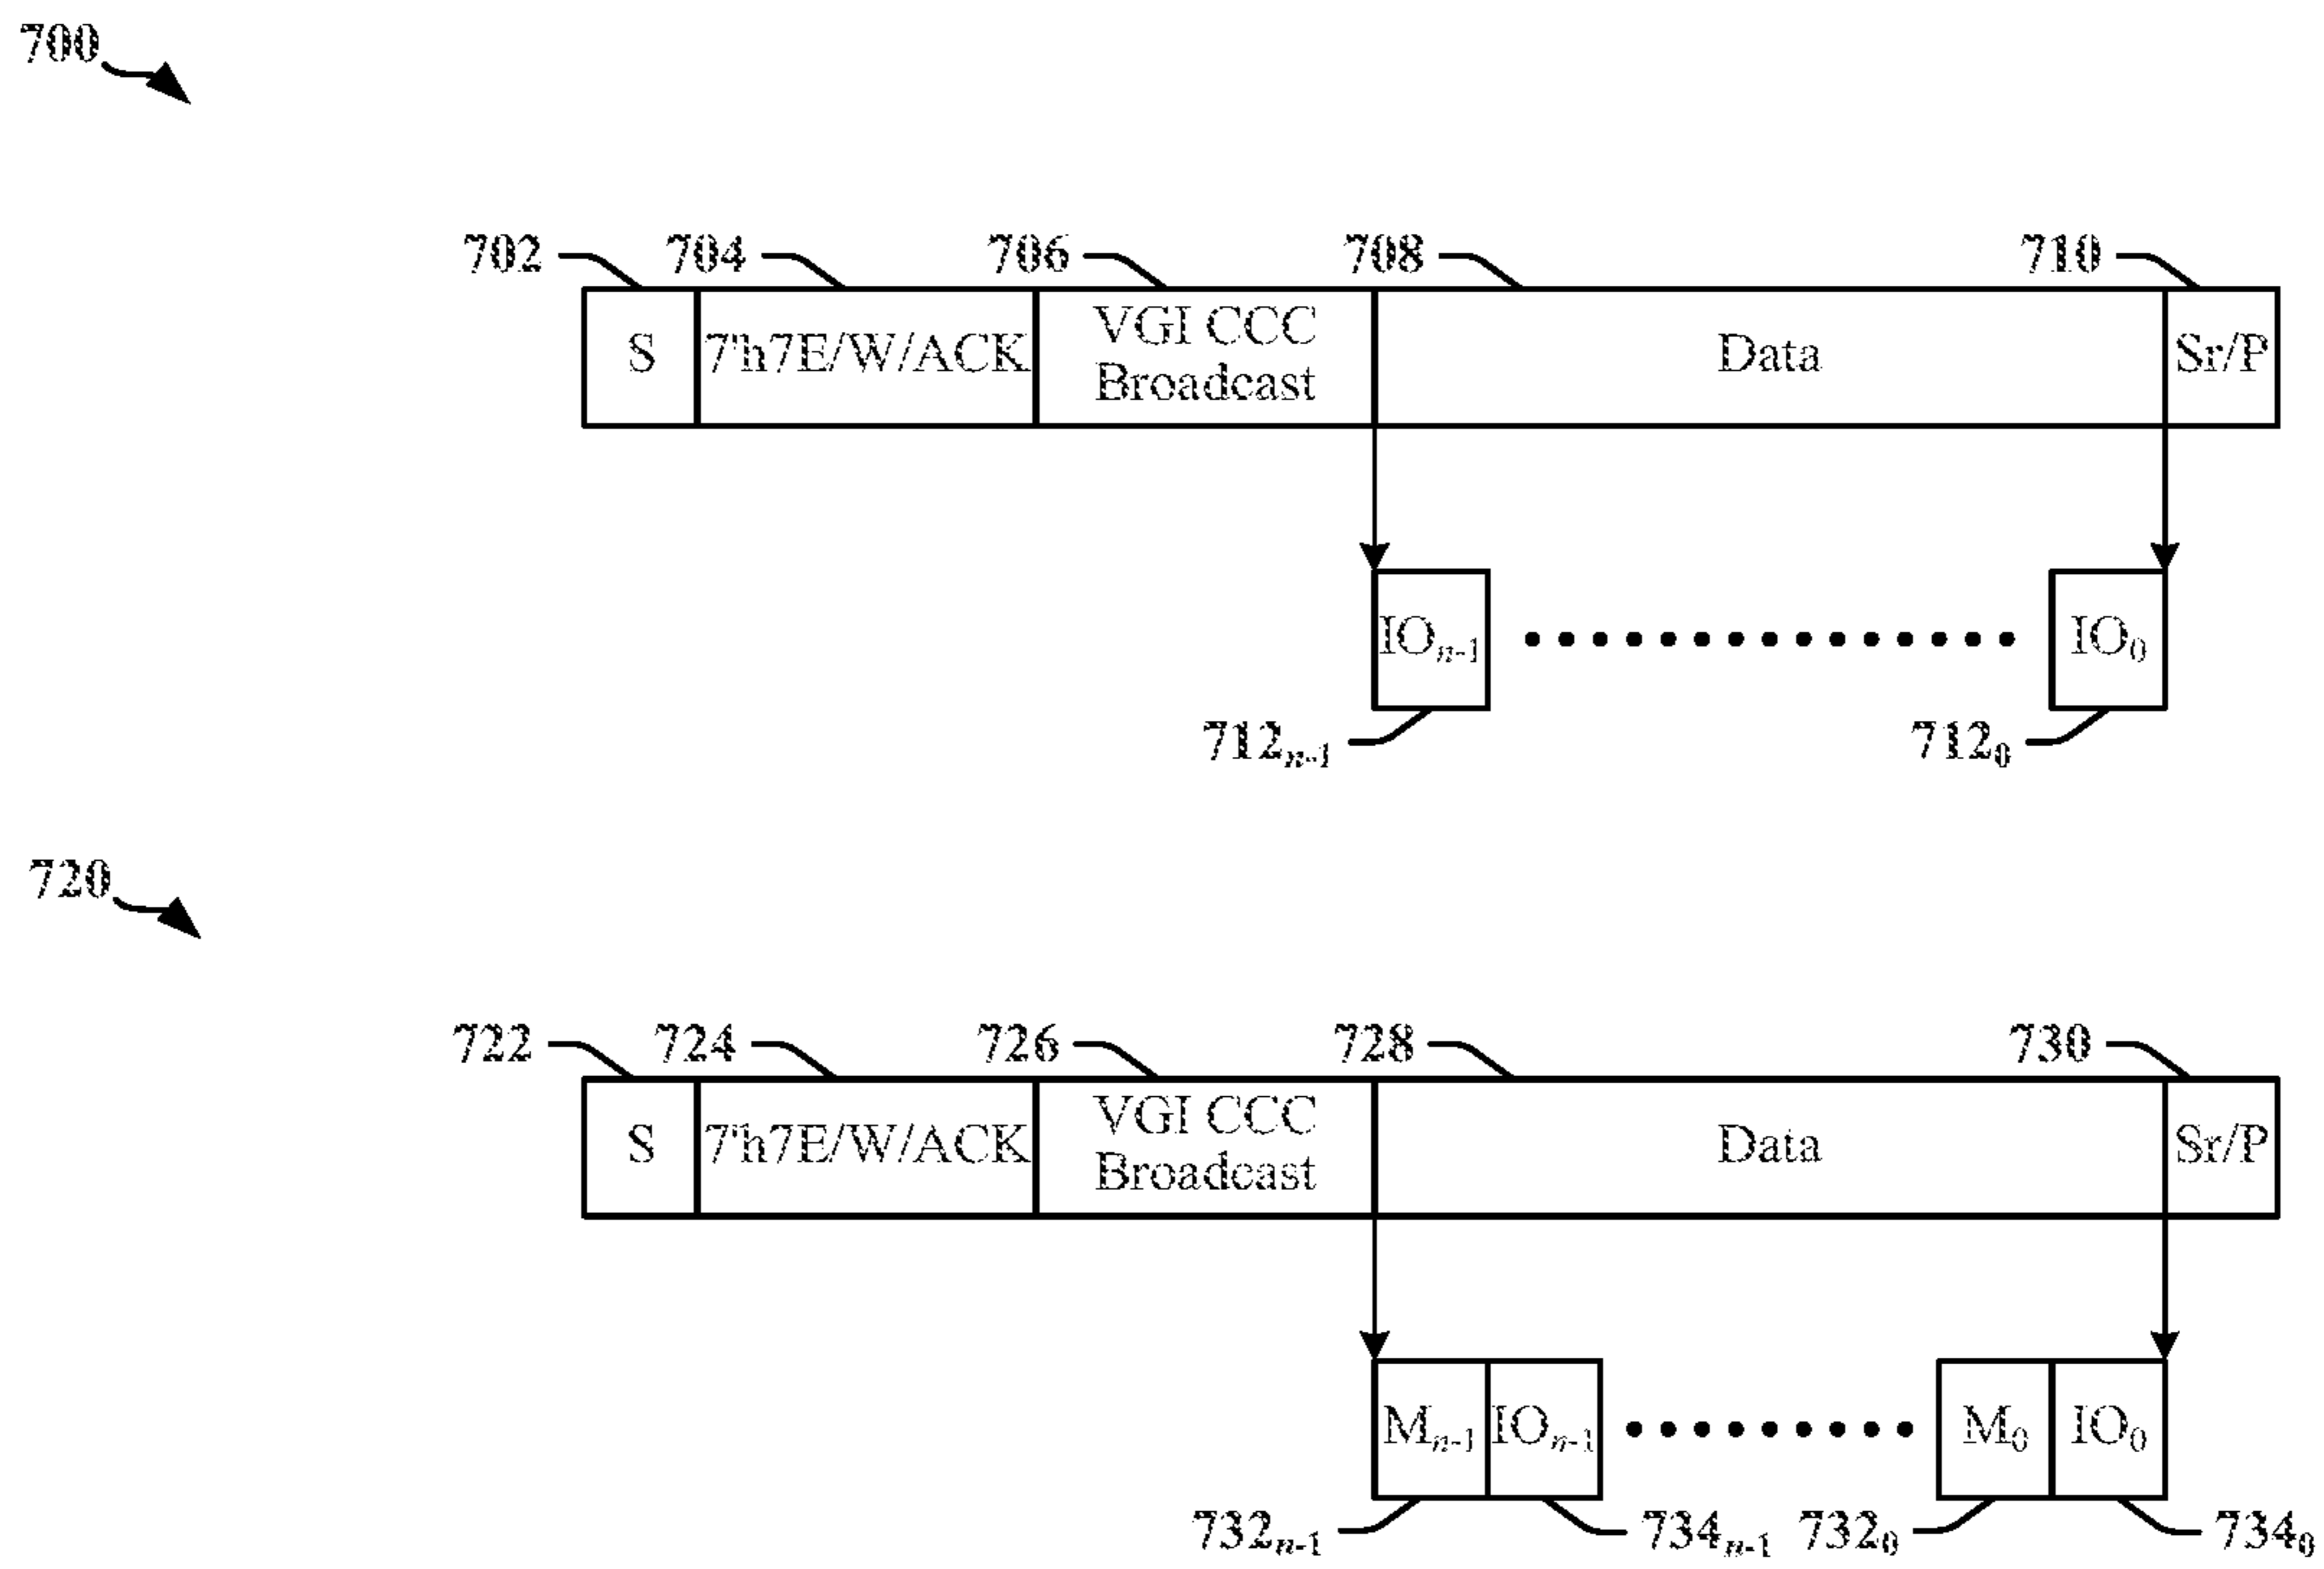 700
702 704 706 708 710
S 7'h7E/W/ACK VGI CCC Broadcast Data Sr/P
IOn-1 IO0
712n-1 7120
720
722 724 726 728 730
S 7'h7E/W/ACK VGI CCC Broadcast Data Sr/P
Mn-1 IOn-1 M0 IO0
732n-1 734n-1 7320 7340